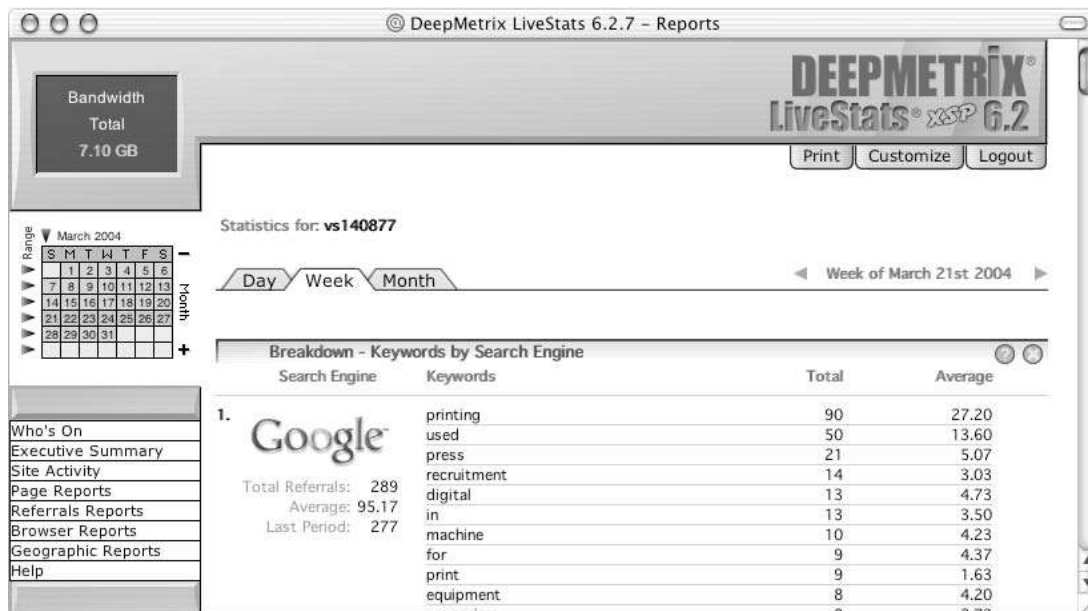 DeepMetrix LiveStats 6.2.7 – Reports
Bandwidth
Total
7.10 GB
DEEPMETRIX®
LiveStats® XSP 6.2
Print Customize Logout
Statistics for: vs140877
Range
March 2004
S M T W T F S
1 2 3 4 5 6
7 8 9 10 11 12 13
14 15 16 17 18 19 20
21 22 23 24 25 26 27
28 29 30 31
Month
Day Week Month
Week of March 21st 2004
Breakdown - Keywords by Search Engine
Search Engine Keywords Total Average
1. Google™
Total Referrals: 289
Average: 95.17
Last Period: 277
printing 90 27.20
used 50 13.60
press 21 5.07
recruitment 14 3.03
digital 13 4.73
in 13 3.50
machine 10 4.23
for 9 4.37
print 9 1.63
equipment 8 4.20
Who's On
Executive Summary
Site Activity
Page Reports
Referrals Reports
Browser Reports
Geographic Reports
Help